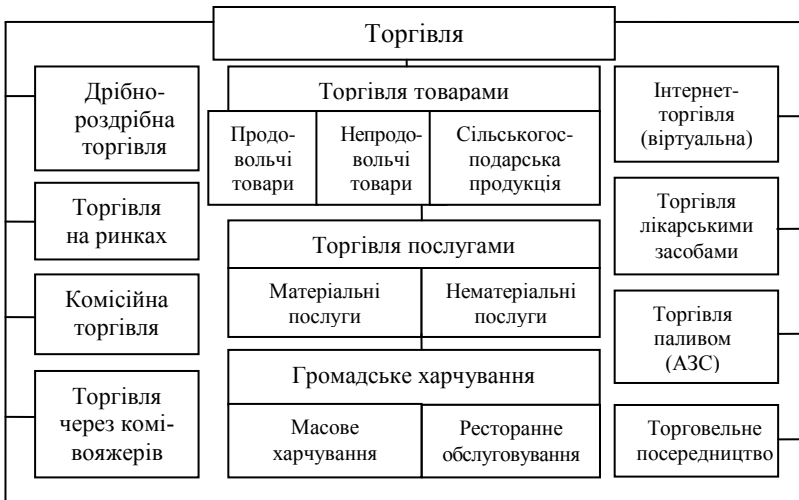 Торгівля
Дрібно-
роздрібна
торгівля
Торгівля
на ринках
Комісійна
торгівля
Торгівля
через комі-
вояжерів
Торгівля товарами
Продо-
вольчі
товари
Непродо-
вольчі
товари
Сільськогос-
подарська
продукція
Торгівля послугами
Матеріальні
послуги
Нематеріальні
послуги
Громадське харчування
Масове
харчування
Ресторанне
обслуговування
Інтернет-
торгівля
(віртуальна)
Торгівля
лікарськими
засобами
Торгівля
паливом
(АЗС)
Торговельне
посередництво